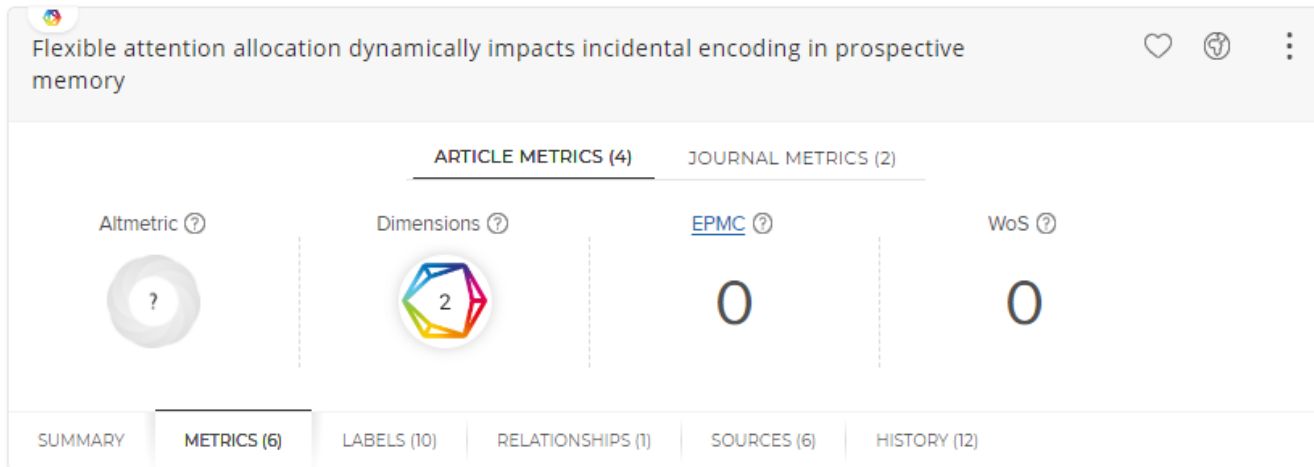 Flexible attention allocation dynamically impacts incidental encoding in prospective
memory
ARTICLE METRICS (4) JOURNAL METRICS (2)
Altmetric ? Dimensions ? EPMC ? WoS ?
? 2 0 0
SUMMARY METRICS (6) LABELS (10) RELATIONSHIPS (1) SOURCES (6) HISTORY (12)